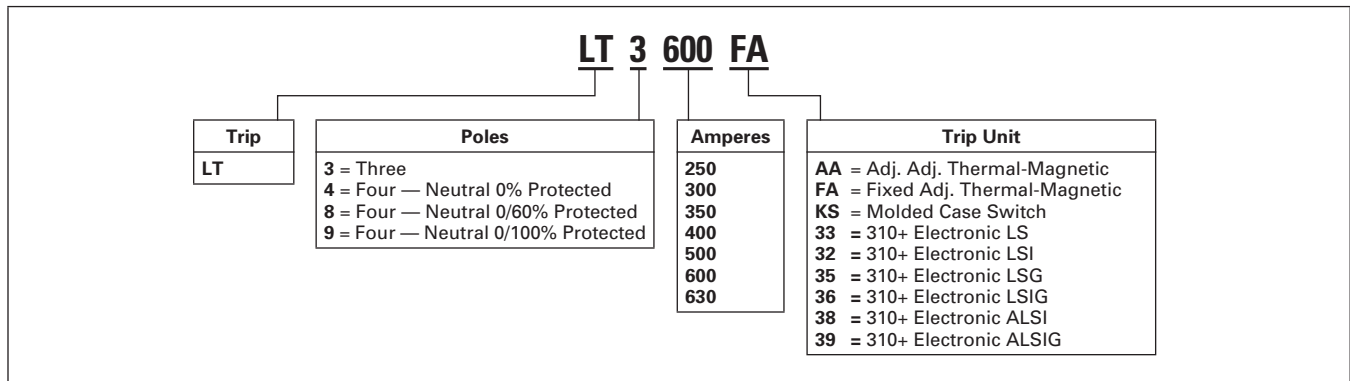 LT 3 600 FA
Trip
LT
Poles
3 = Three
4 = Four — Neutral 0% Protected
8 = Four — Neutral 0/60% Protected
9 = Four — Neutral 0/100% Protected
Amperes
250
300
350
400
500
600
630
Trip Unit
AA = Adj. Adj. Thermal-Magnetic
FA = Fixed Adj. Thermal-Magnetic
KS = Molded Case Switch
33 = 310+ Electronic LS
32 = 310+ Electronic LSI
35 = 310+ Electronic LSG
36 = 310+ Electronic LSIG
38 = 310+ Electronic ALSI
39 = 310+ Electronic ALSIG